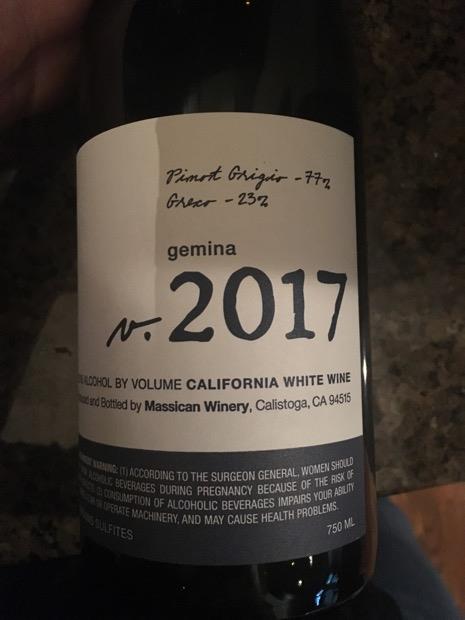 Pinot Grigio - 77%
Greco - 23%
gemina
v. 2017
ALCOHOL BY VOLUME CALIFORNIA WHITE WINE
and Bottled by Massican Winery, Calistoga, CA 94515
WARNING: (1) ACCORDING TO THE SURGEON GENERAL, WOMEN SHOULD
ALCOHOLIC BEVERAGES DURING PREGNANCY BECAUSE OF THE RISK OF
(2) CONSUMPTION OF ALCOHOLIC BEVERAGES IMPAIRS YOUR ABILITY
OR OPERATE MACHINERY, AND MAY CAUSE HEALTH PROBLEMS.
SULFITES
750 ML